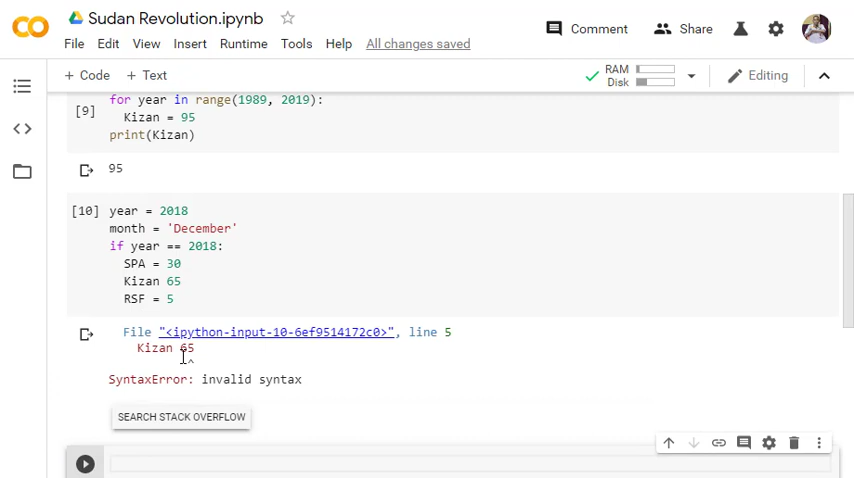 Sudan Revolution.ipynb
Comment
Share
File Edit View Insert Runtime Tools Help All changes saved
+ Code + Text
RAM
Disk
Editing
for year in range(1989, 2019):
[9]
Kizan = 95
print(Kizan)
95
[10] year = 2018
month = 'December'
if year == 2018:
SPA = 30
Kizan 65
RSF = 5
File "<ipython-input-10-6ef9514172c0>", line 5
Kizan 65
^
SyntaxError: invalid syntax
SEARCH STACK OVERFLOW